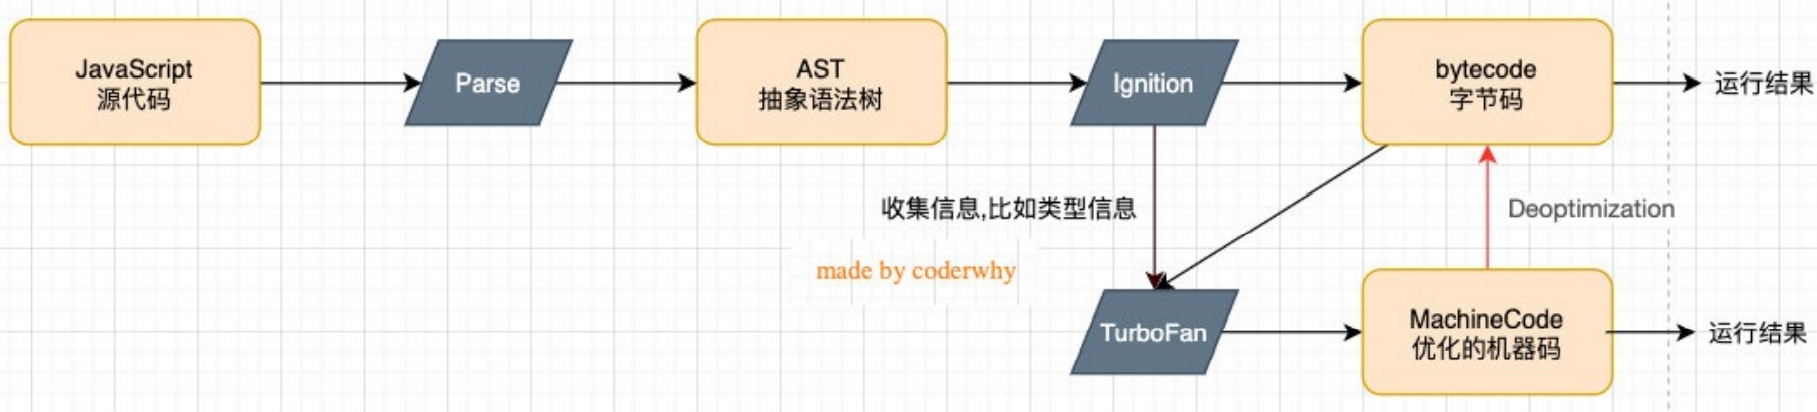 JavaScript
源代码
Parse
AST
抽象语法树
Ignition
bytecode
字节码
运行结果
收集信息,比如类型信息
Deoptimization
made by coderwhy
TurboFan
MachineCode
优化的机器码
运行结果